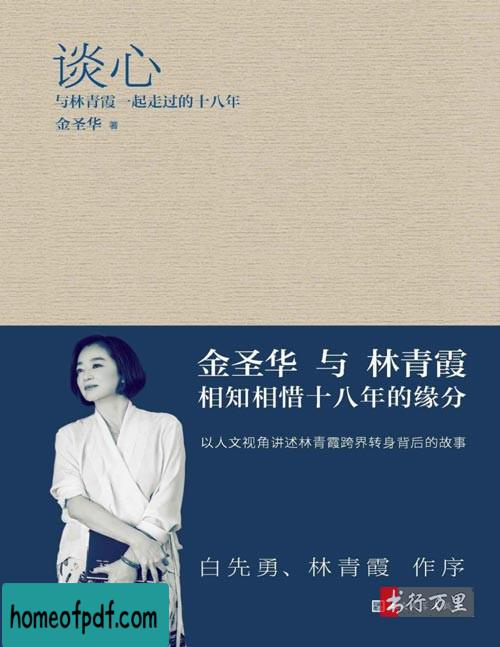 谈心
与林青霞一起走过的十八年
金圣华 著
金圣华 与 林青霞
相知相惜十八年的缘分
以人文视角讲述林青霞跨界转身背后的故事
白先勇、林青霞 作序
书行万里
homeofpdf.com